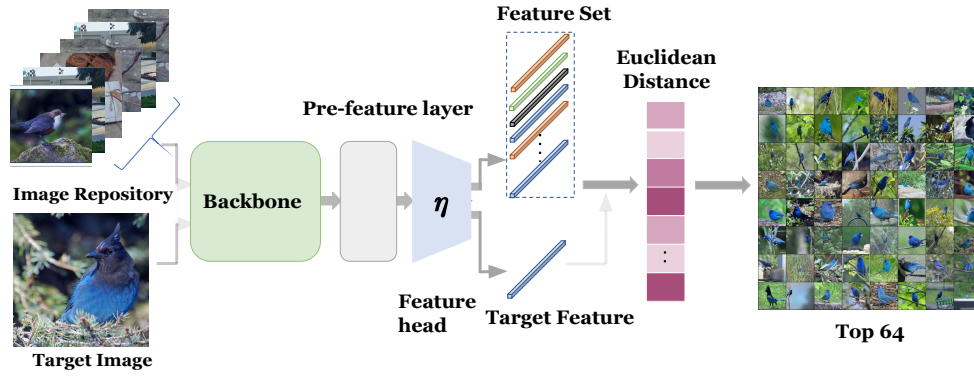 Feature Set
Euclidean
Distance
Pre-feature layer
Image Repository
Backbone
η
Feature
head
Target Feature
Target Image
Top 64